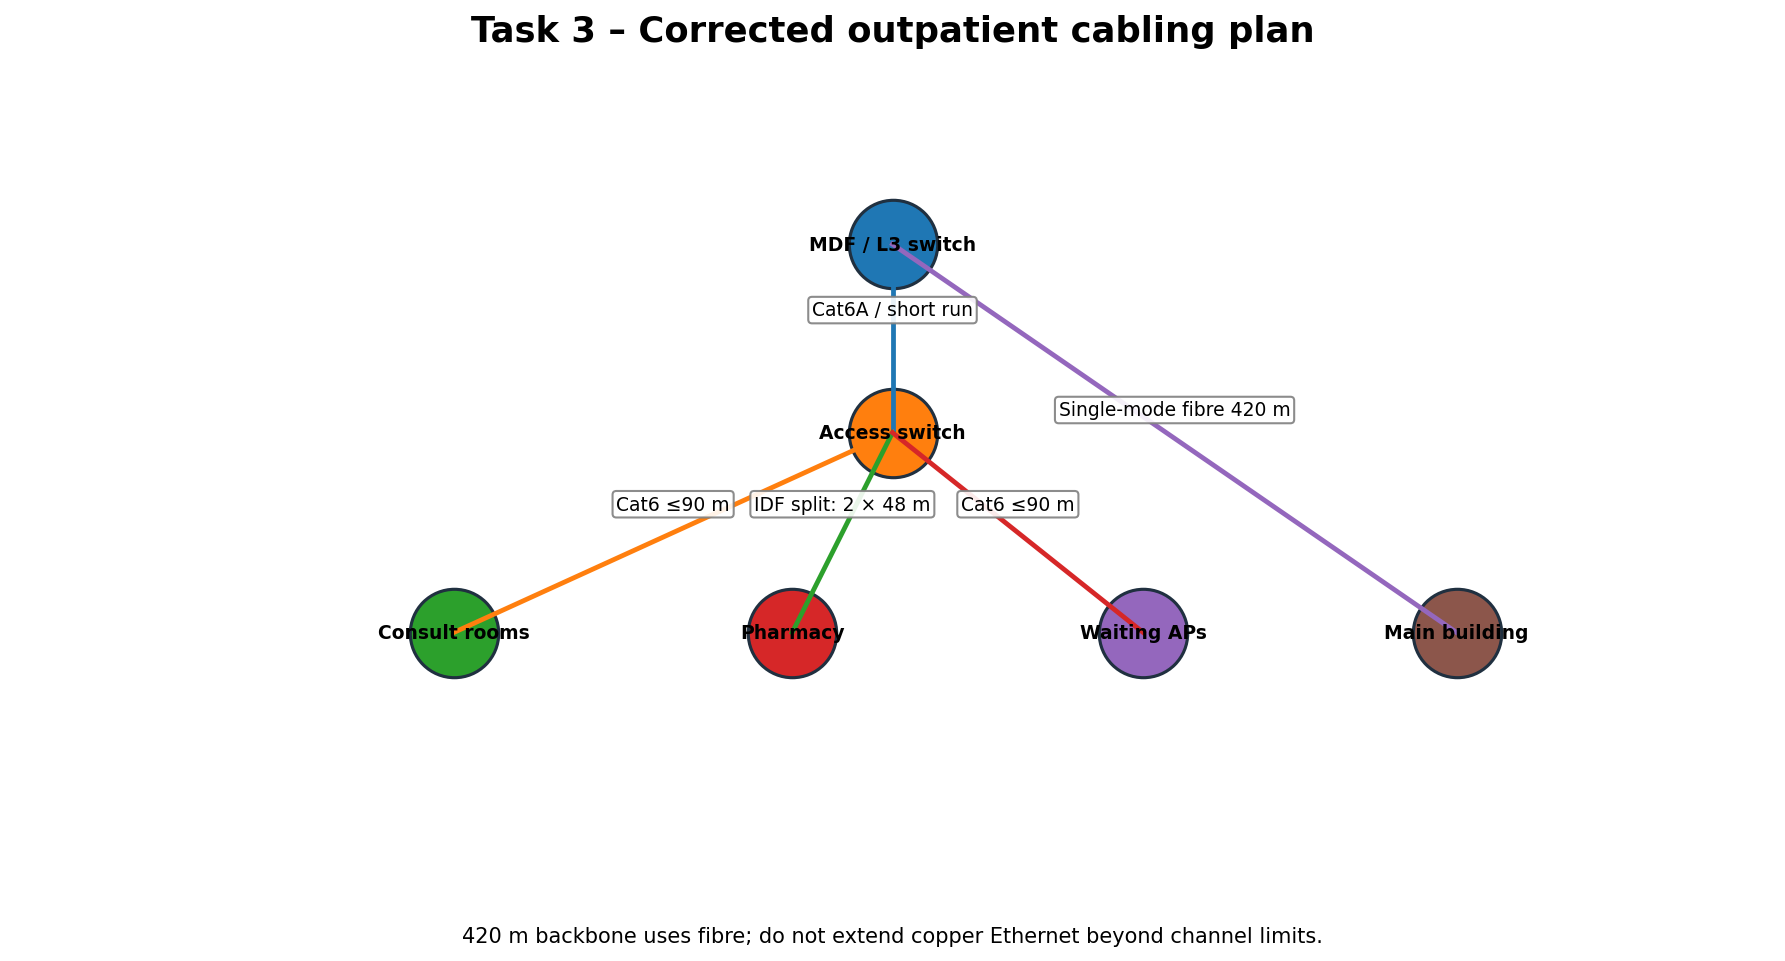 Task 3 – Corrected outpatient cabling plan
MDF / L3 switch
Cat6A / short run
Single-mode fibre 420 m
Access switch
Cat6 ≤90 m
IDF split: 2 × 48 m
Cat6 ≤90 m
Consult rooms
Pharmacy
Waiting APs
Main building
420 m backbone uses fibre; do not extend copper Ethernet beyond channel limits.